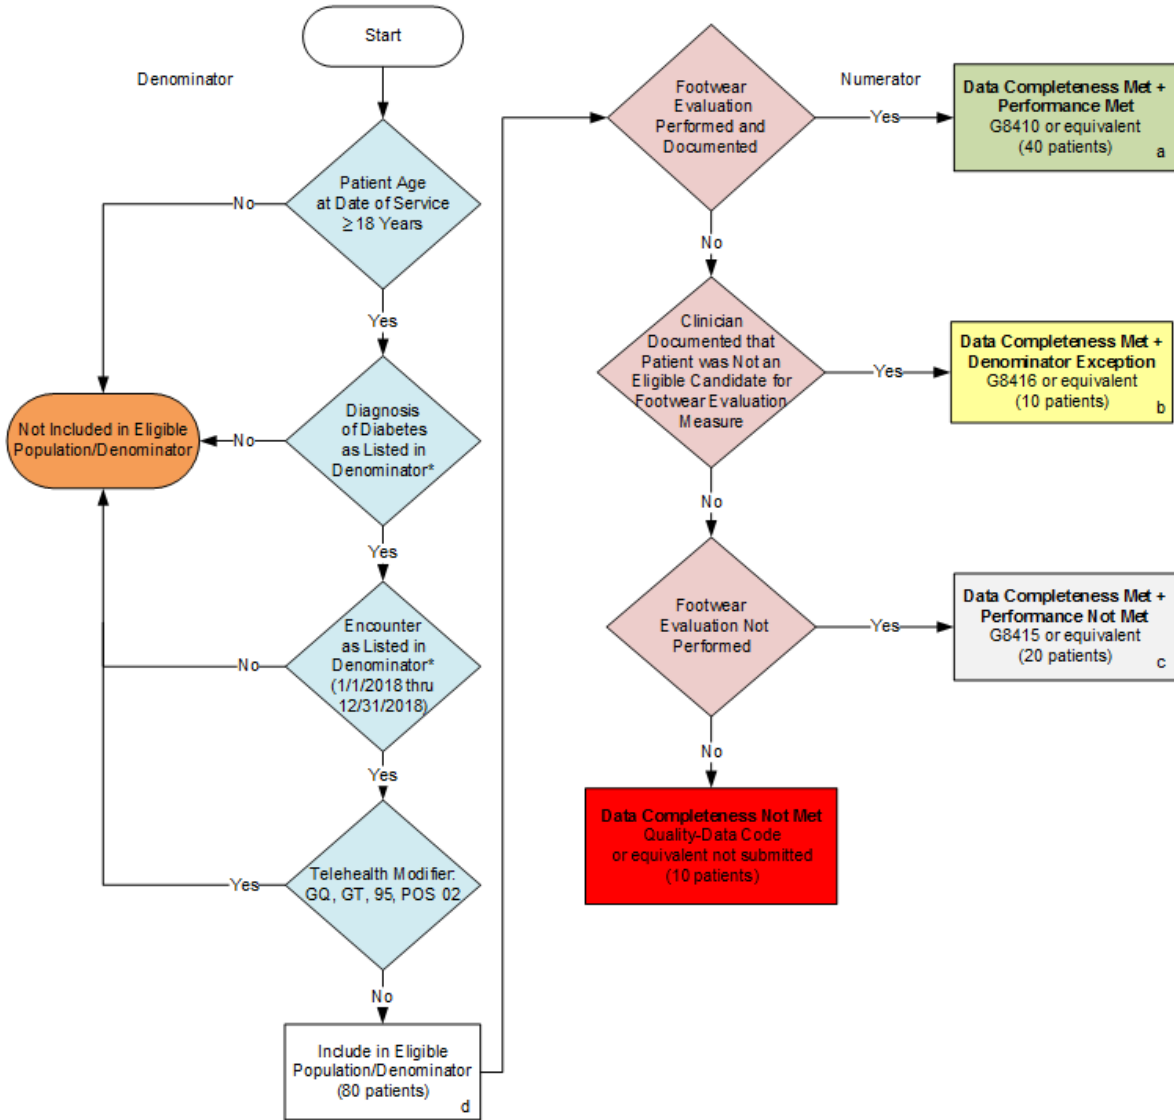 Start
Denominator
Patient Age
at Date of Service
≥ 18 Years
No
Yes
Diagnosis
of Diabetes
as Listed in
Denominator*
No
Not Included in Eligible
Population/Denominator
Yes
Encounter
as Listed in
Denominator*
(1/1/2018 thru
12/31/2018)
No
Yes
Telehealth Modifier:
GQ, GT, 95, POS 02
Yes
No
Include in Eligible
Population/Denominator
(80 patients)
d
Numerator
Footwear
Evaluation
Performed and
Documented
Yes
Data Completeness Met +
Performance Met
G8410 or equivalent
(40 patients)
a
No
Clinician
Documented that
Patient was Not an
Eligible Candidate for
Footwear Evaluation
Measure
Yes
Data Completeness Met +
Denominator Exception
G8416 or equivalent
(10 patients)
b
No
Footwear
Evaluation Not
Performed
Yes
Data Completeness Met +
Performance Not Met
G8415 or equivalent
(20 patients)
c
No
Data Completeness Not Met
Quality-Data Code
or equivalent not submitted
(10 patients)